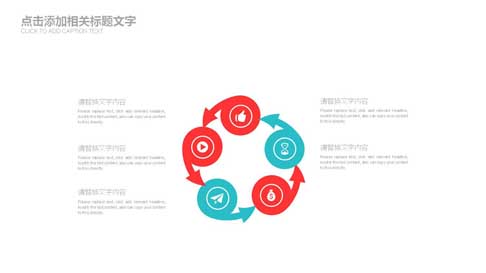 点击添加相关标题文字
CLICK TO ADD CAPTION TEXT
请替换文字内容
Please replace text, click add relevant headline,
modify the text content, also can copy your content
to this directly.
请替换文字内容
Please replace text, click add relevant headline,
modify the text content, also can copy your content
to this directly.
请替换文字内容
Please replace text, click add relevant headline,
modify the text content, also can copy your content
to this directly.
请替换文字内容
Please replace text, click add relevant headline,
modify the text content, also can copy your content
to this directly.
请替换文字内容
Please replace text, click add relevant headline,
modify the text content, also can copy your content
to this directly.